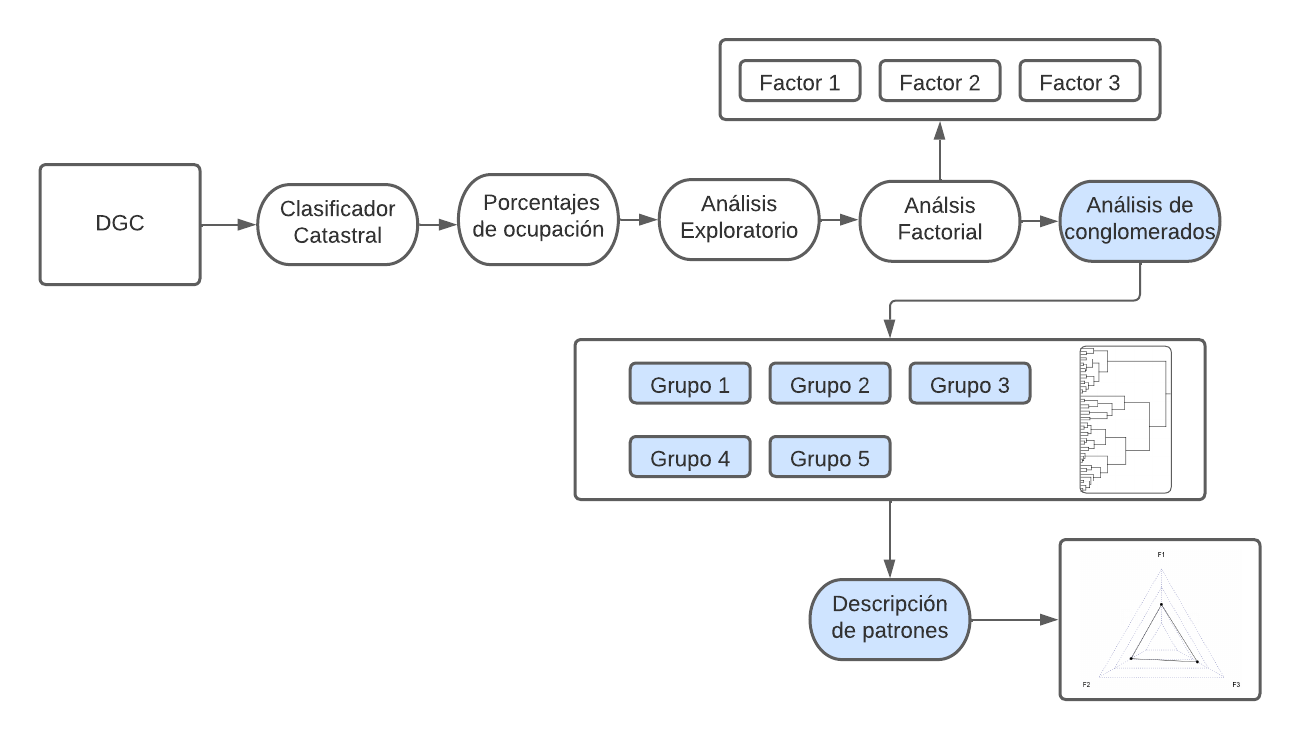 Factor 1
Factor 2
Factor 3
DGC
Clasificador
Catastral
Porcentajes
de ocupación
Análisis
Exploratorio
Análsis
Factorial
Análisis de
conglomerados
Grupo 1
Grupo 2
Grupo 3
Grupo 4
Grupo 5
Descripción
de patrones
F1
F2
F3